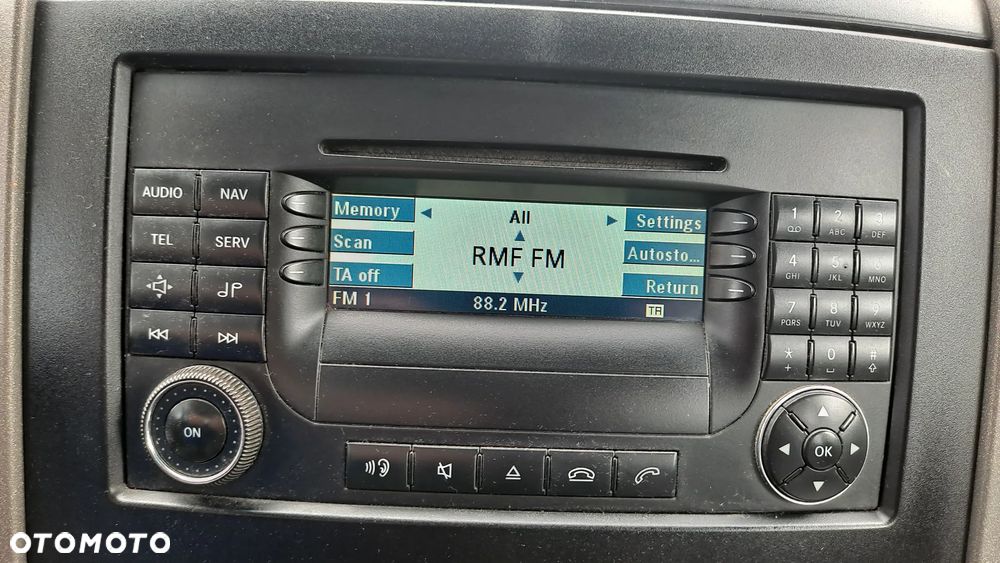 AUDIO NAV
TEL SERV
ON
Memory
Scan
TA off
FM 1
All
RMF FM
88.2 MHz
Settings
Autosto...
Return
TA
1 2 ABC 3 DEF
4 GHI 5 JKL 6 MNO
7 PQRS 8 TUV 9 WXYZ
* + 0 #
OK
OTOMOTO